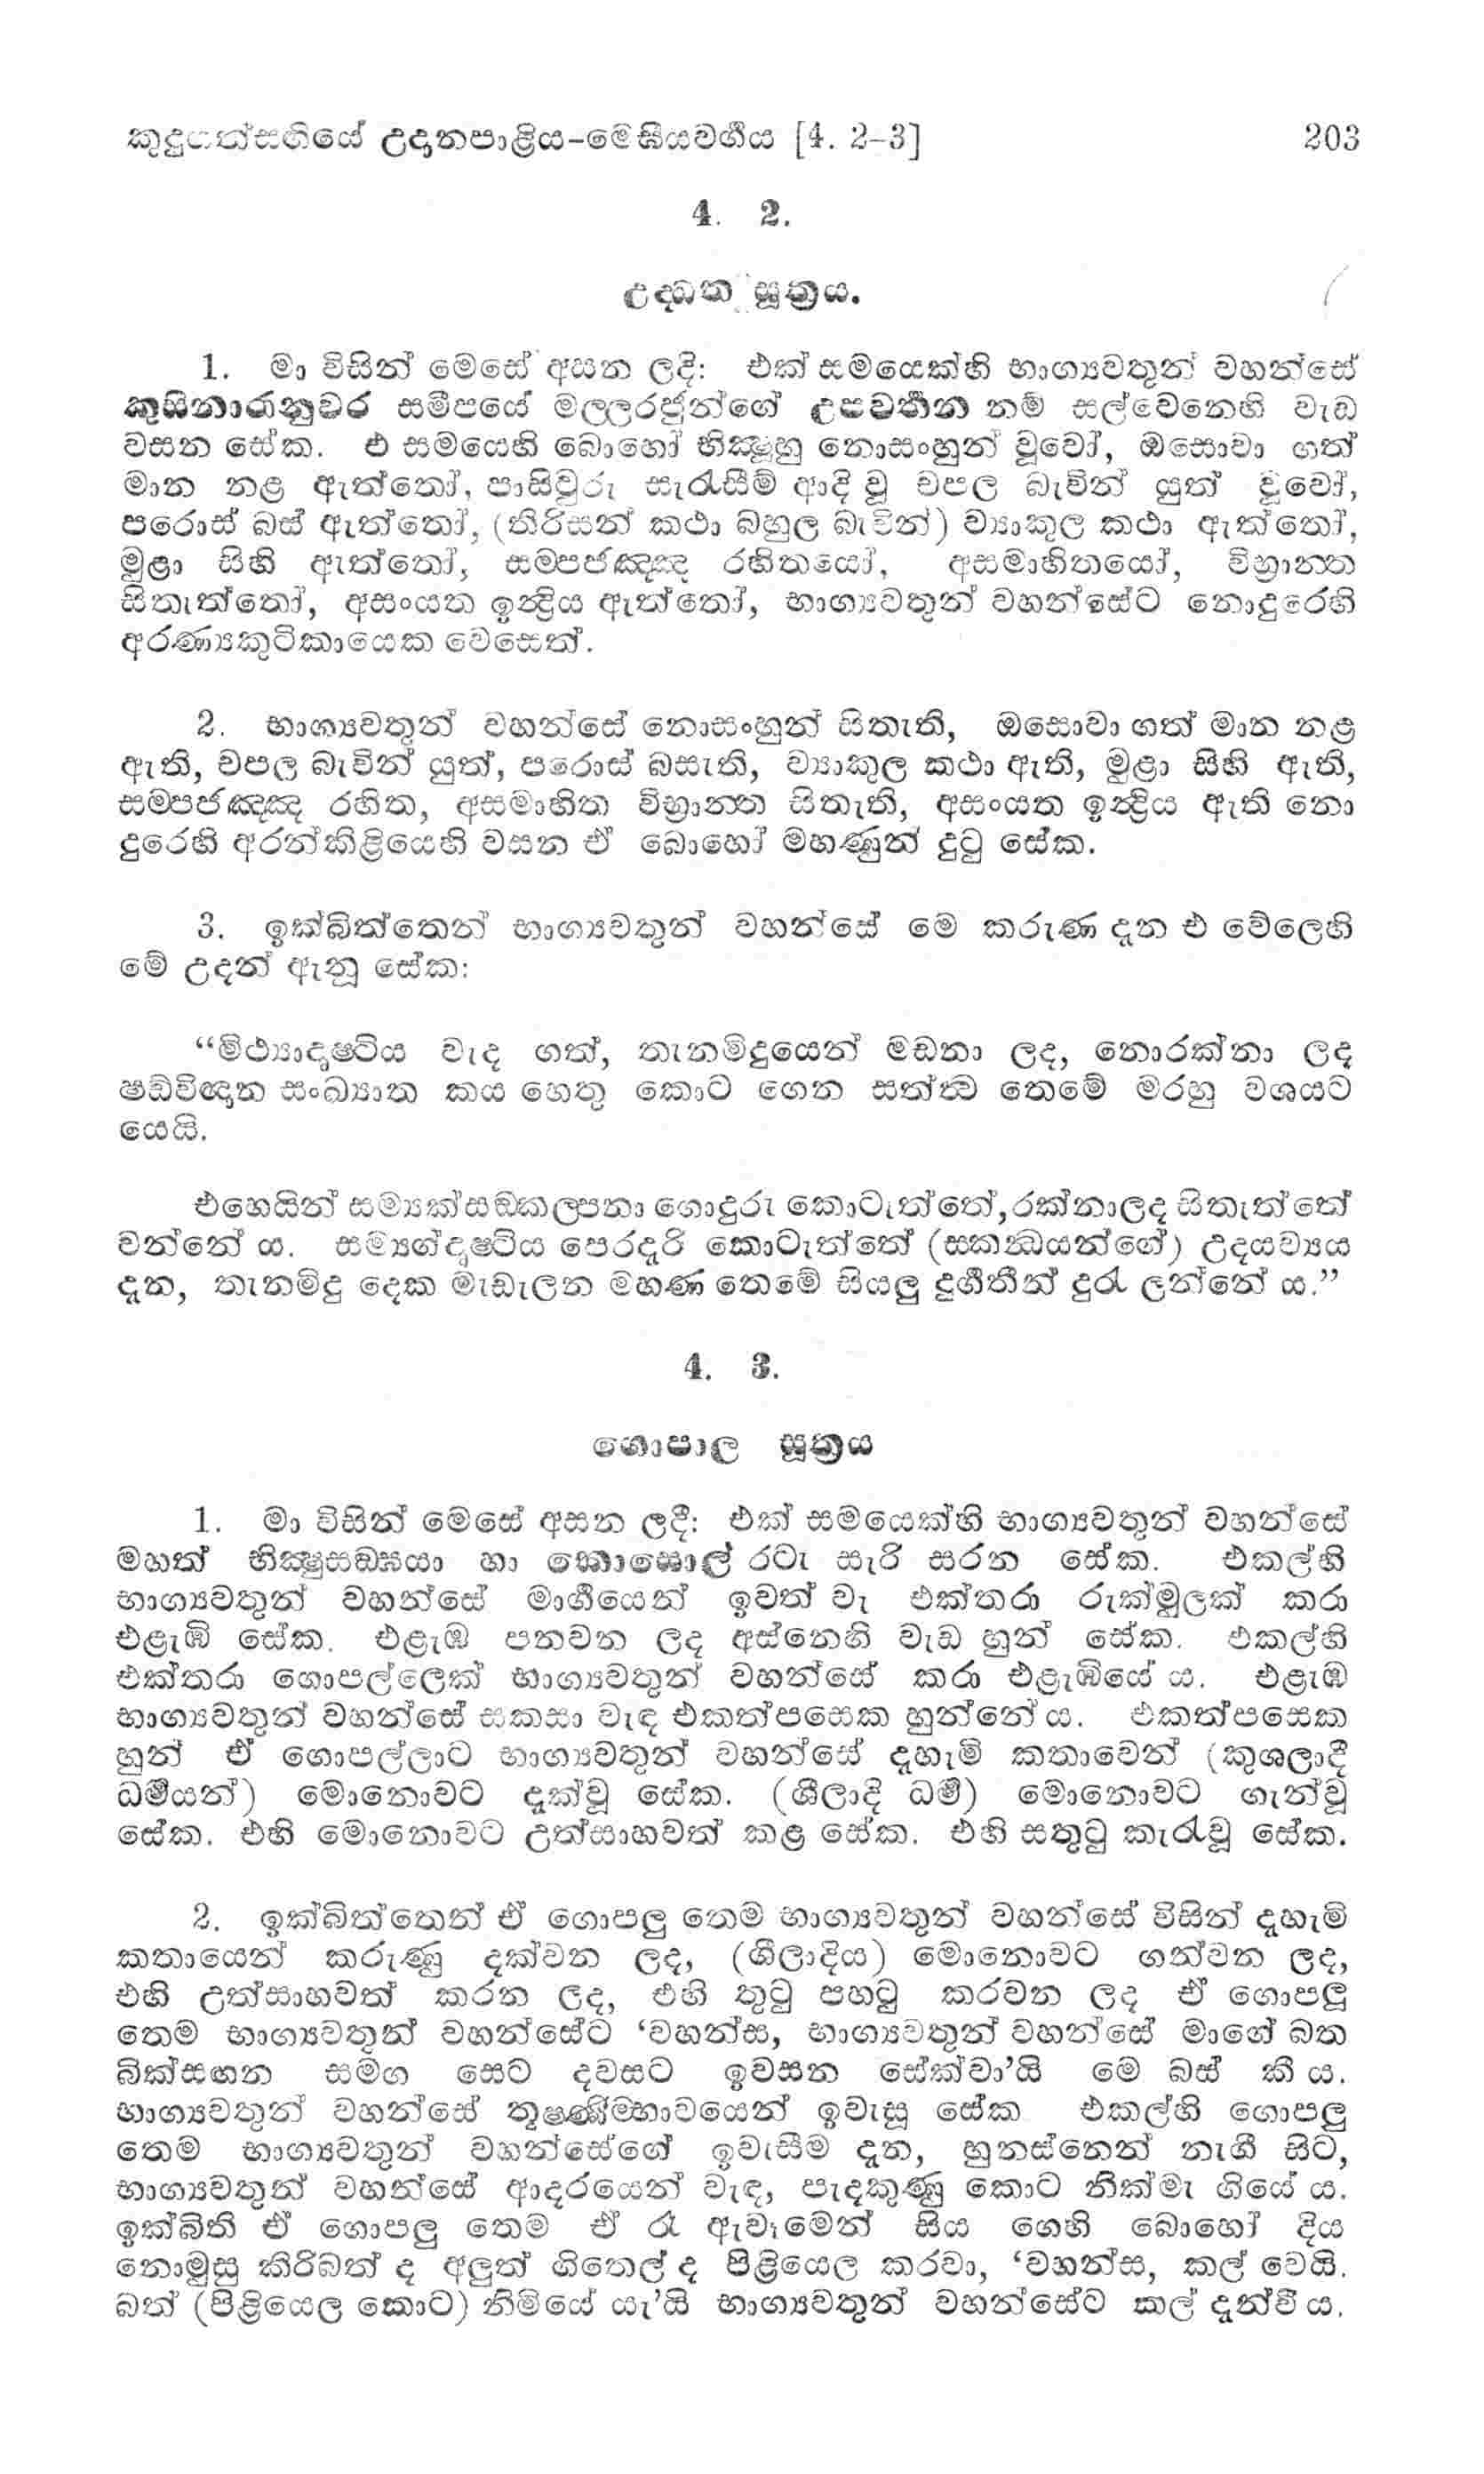 කුදුගත්සඟියේ උදානපාළිය-මෙඝියවර්ගය [4. 2-3] 203
4. 2.
උද්ධත සූත්‍රය.
1. මා විසින් මෙසේ අසන ලදි: එක් සමයෙක්හි භාග්‍යවතුන් වහන්සේ
කුසිනාරානුවර සමීපයේ මල්ලරජුන්ගේ උපවර්තන නම් සල්වෙනෙහි වැඩ
වසන සේක. එ සමයෙහි බොහෝ භික්‍ෂූහු නොසංහුන් වූවෝ, ඔසොවා ගත්
මාන නළ ඇත්තෝ, පාසිවුරු සැරැසීම් ආදි වූ චපල බැවින් යුත් වූවෝ,
පරොස් බස් ඇත්තෝ, (තිරිසන් කථා බහුල බැවින්) ව්‍යාකුල කථා ඇත්තෝ,
මුළා සිහි ඇත්තෝ, සම්පජඤ්ඤ රහිතයෝ, අසමාහිතයෝ, විභ්‍රාන්ත
සිතැත්තෝ, අසංයත ඉන්‍ද්‍රිය ඇත්තෝ, භාග්‍යවතුන් වහන්සේට නොදුරෙහි
අරණ්‍යකුටිකායෙක වෙසෙත්.
2. භාග්‍යවතුන් වහන්සේ නොසංහුන් සිතැති, ඔසොවා ගත් මාන නළ
ඇති, චපල බැවින් යුත්, පරොස් බසැති, ව්‍යාකුල කථා ඇති, මුළා සිහි ඇති,
සම්පජඤ්ඤ රහිත, අසමාහිත විභ්‍රාන්ත සිතැති, අසංයත ඉන්‍ද්‍රිය ඇති නො
දුරෙහි අරන්කිළියෙහි වසන ඒ බොහෝ මහණුන් දුටු සේක.
3. ඉක්බිත්තෙන් භාග්‍යවතුන් වහන්සේ මෙ කරුණ දැන එ වේලෙහි
මේ උදන් ඇනූ සේක:
“මිථ්‍යාදෘෂ්ටිය වැද ගත්, තැනමිදුයෙන් මඩනා ලද, නොරක්නා ලද
ෂඩ්විඥාන සංඛ්‍යාත කය හෙතු කොට ගෙන සත්ත්‍ව තෙමේ මරහු වශයට
යෙයි.
එහෙයින් සම්‍යක්සඞ්කල්පනා ගොදුරු කොටැත්තේ, රක්නාලද සිතැත්තේ
වන්නේ ය. සම්‍යග්දෘෂ්ටිය පෙරදැරි කොටැත්තේ (ස්කන්‍ධයන්ගේ) උදයව්‍යය
දැන, තැනමිදු දෙක මැඩැලන මහණ තෙමේ සියලු දුර්ගතීන් දුරැ ලන්නේ ය.”
4. 3.
ගොපාල සූත්‍රය
1. මා විසින් මෙසේ අසන ලදී: එක් සමයෙක්හි භාග්‍යවතුන් වහන්සේ
මහත් භික්‍ෂුසඞ්ඝයා හා කොසොල් රටැ සැරි සරන සේක. එකල්හි
භාග්‍යවතුන් වහන්සේ මාර්ගයෙන් ඉවත් වැ එක්තරා රුක්මුලක් කරා
එළැඹි සේක. එළැඹ පනවන ලද අස්නෙහි වැඩ හුන් සේක. එකල්හි
එක්තරා ගොපල්ලෙක් භාග්‍යවතුන් වහන්සේ කරා එළැඹියේ ය. එළැඹ
භාග්‍යවතුන් වහන්සේ සකසා වැඳ එකත්පසෙක හුන්නේ ය. එකත්පසෙක
හුන් ඒ ගොපල්ලාට භාග්‍යවතුන් වහන්සේ දැහැමි කතාවෙන් (කුශලාදී
ධර්මයන්) මොනොවට දැක්වූ සේක. (ශීලාදි ධර්ම) මොනොවට ගැන්වූ
සේක. එහි මොනොවට උත්සාහවත් කළ සේක. එහි සතුටු කැරැවූ සේක.
2. ඉක්බිත්තෙන් ඒ ගොපලු තෙම භාග්‍යවතුන් වහන්සේ විසින් දැහැමි
කතායෙන් කරුණු දක්වන ලද, (ශීලාදිය) මොනොවට ගන්වන ලද,
එහි උත්සාහවත් කරන ලද, එහි තුටු පහටු කරවන ලද ඒ ගොපලු
තෙම භාග්‍යවතුන් වහන්සේට ‘වහන්ස, භාග්‍යවතුන් වහන්සේ මාගේ බත
බික්සඟන සමග සෙට දවසට ඉවසන සේක්වා’යි මෙ බස් කී ය.
භාග්‍යවතුන් වහන්සේ තූෂ්ණීම්භාවයෙන් ඉවැසූ සේක එකල්හි ගොපලු
තෙම භාග්‍යවතුන් වහන්සේගේ ඉවැසීම දැන, හුනස්නෙන් නැගී සිට,
භාග්‍යවතුන් වහන්සේ ආදරයෙන් වැඳ, පැදකුණු කොට නික්මැ ගියේ ය.
ඉක්බිති ඒ ගොපලු තෙම ඒ රෑ ඇවෑමෙන් සිය ගෙහි බොහෝ දිය
නොමුසු කිරිබත් ද අලුත් ගිතෙල් ද පිළියෙල කරවා, ‘වහන්ස, කල් වෙයි.
බත් (පිළියෙල කොට) නිමියේ යැ’යි භාග්‍යවතුන් වහන්සේට කල් දැන්වී ය.